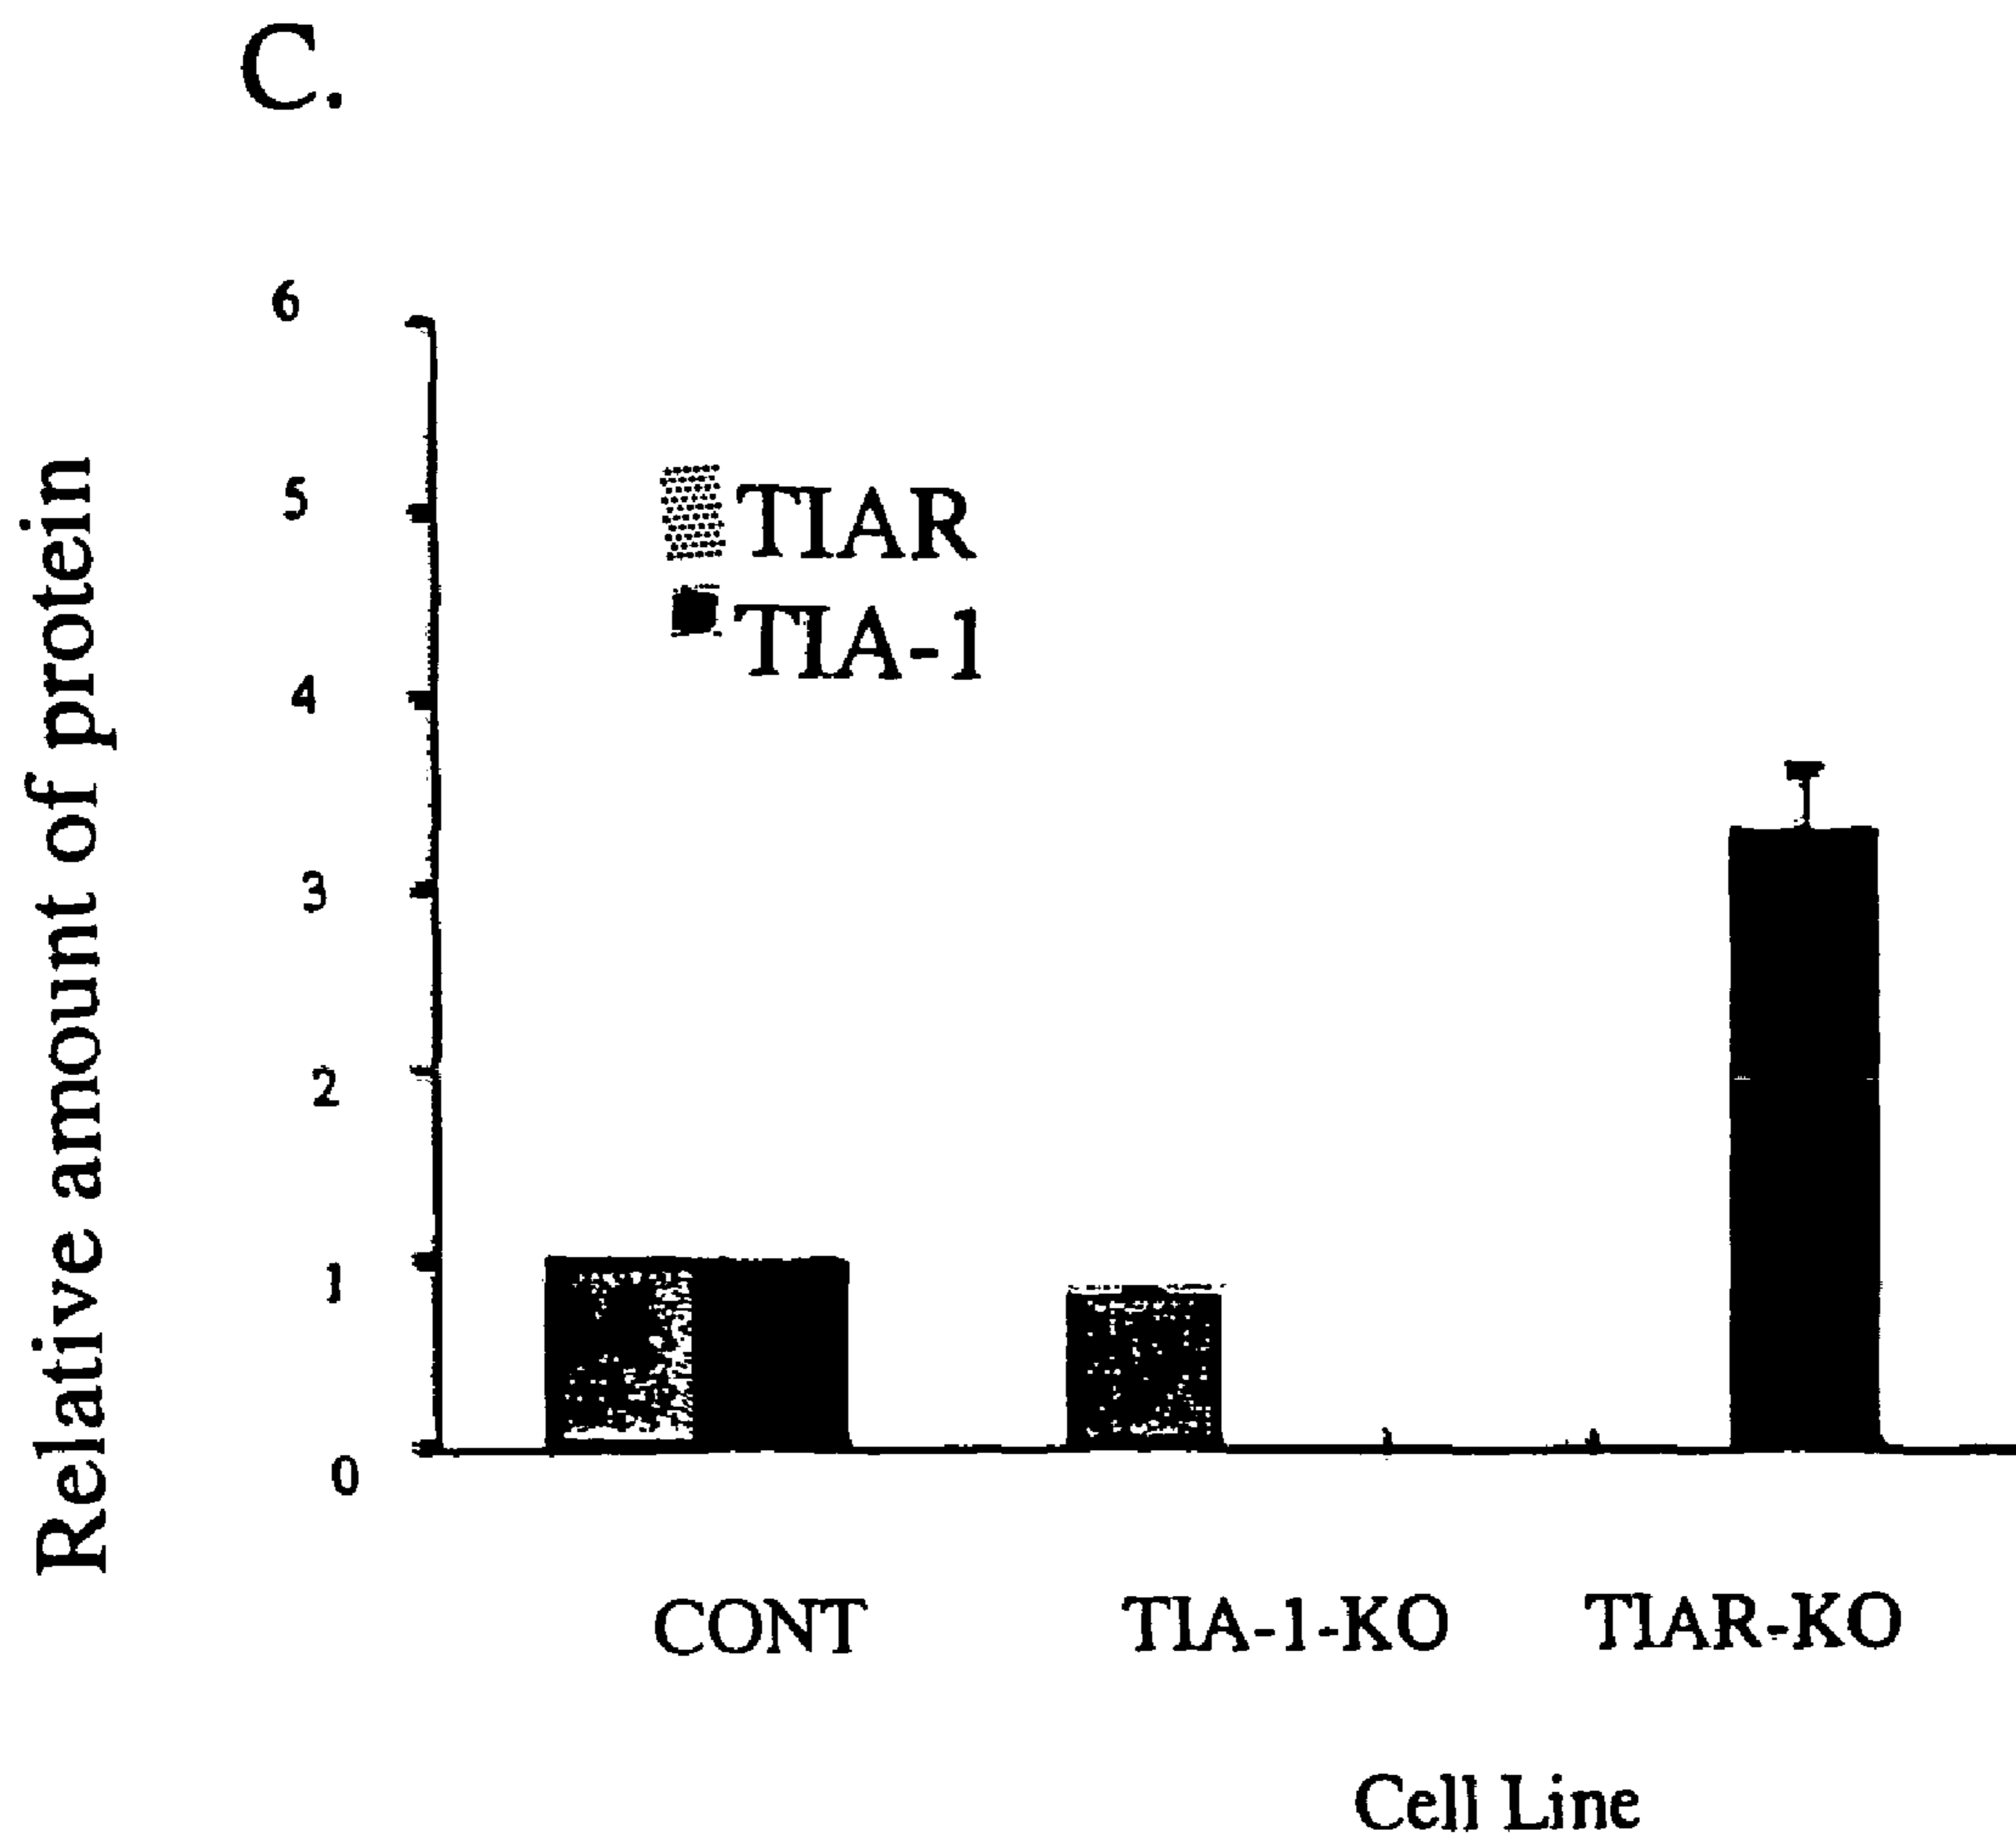 C.
Relative amount of protein
6
5
4
3
2
1
0
TIAR
TIA-1
CONT
TIA-1-KO
TIAR-KO
Cell Line